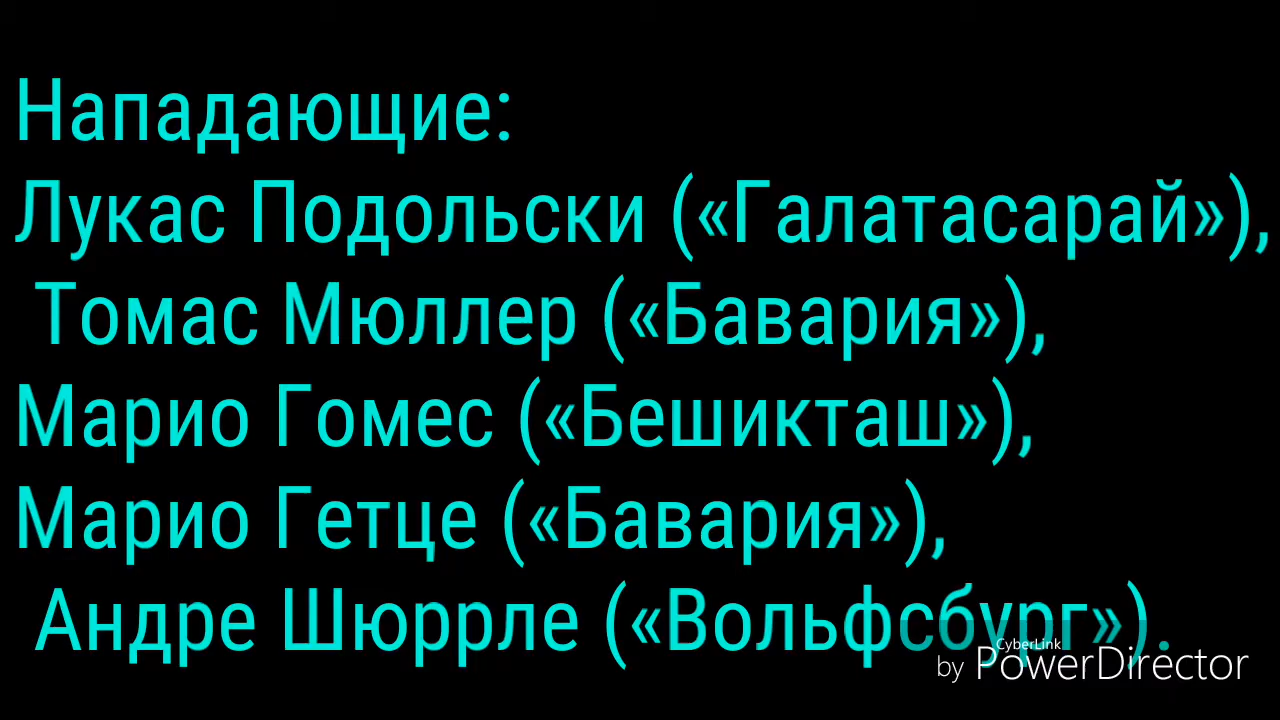 Нападающие:
Лукас Подольски («Галатасарай»),
Томас Мюллер («Бавария»),
Марио Гомес («Бешикташ»),
Марио Гетце («Бавария»),
Андре Шюррле («Вольфсбург»).
CyberLink
by PowerDirector